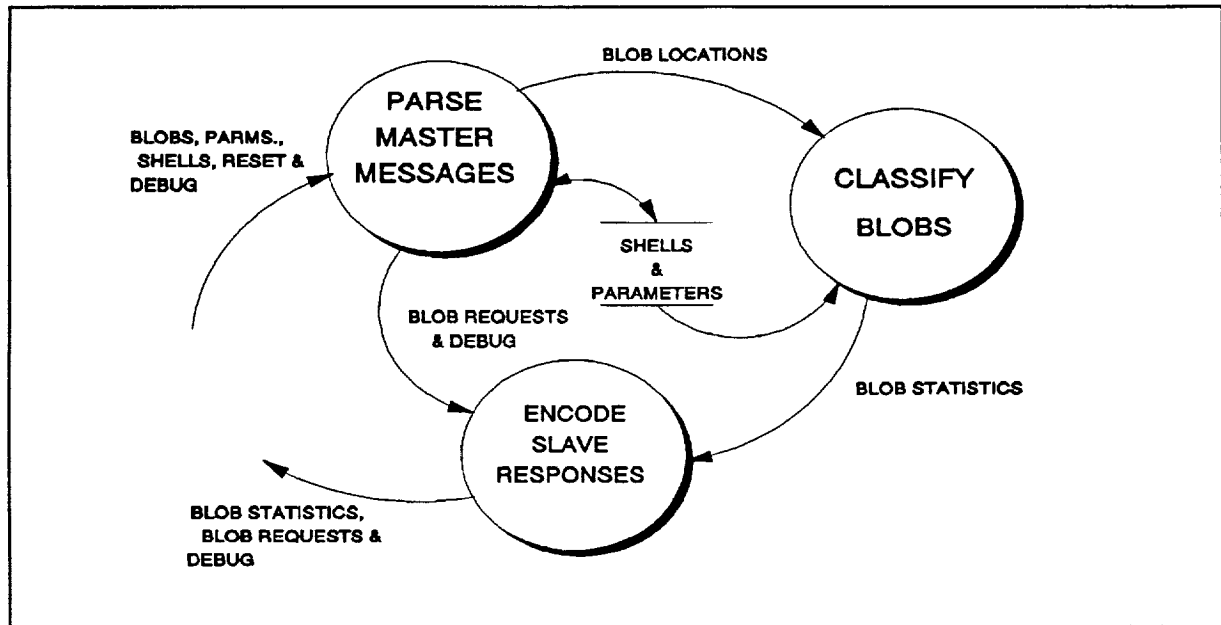 BLOB LOCATIONS
PARSE
MASTER
MESSAGES
BLOBS, PARMS.,
SHELLS, RESET &
DEBUG
CLASSIFY
BLOBS
SHELLS
&
PARAMETERS
BLOB REQUESTS
& DEBUG
BLOB STATISTICS
ENCODE
SLAVE
RESPONSES
BLOB STATISTICS,
BLOB REQUESTS &
DEBUG